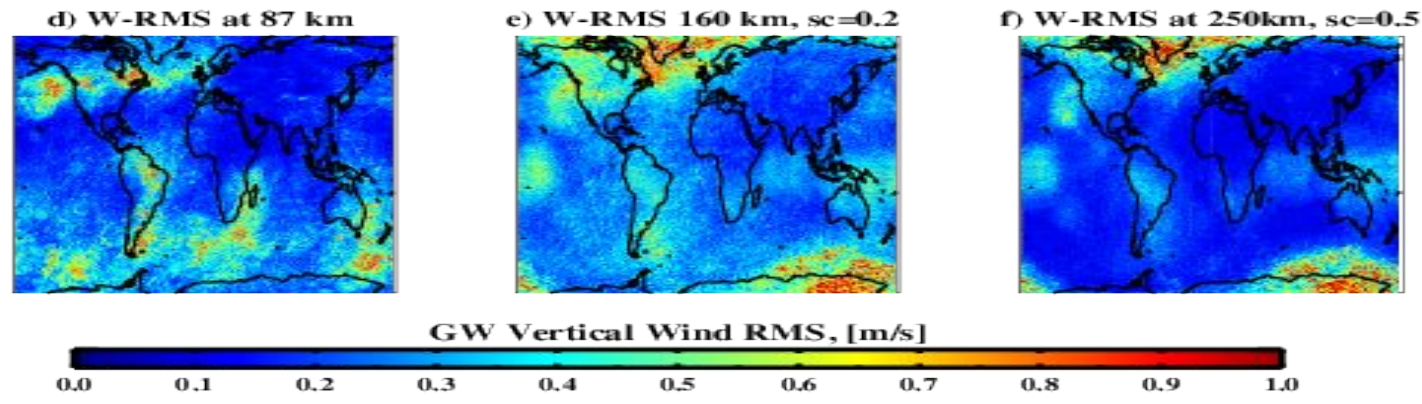 d) W-RMS at 87 km e) W-RMS 160 km, sc=0.2 f) W-RMS at 250km, sc=0.5
GW Vertical Wind RMS, [m/s]
0.0 0.1 0.2 0.3 0.4 0.5 0.6 0.7 0.8 0.9 1.0